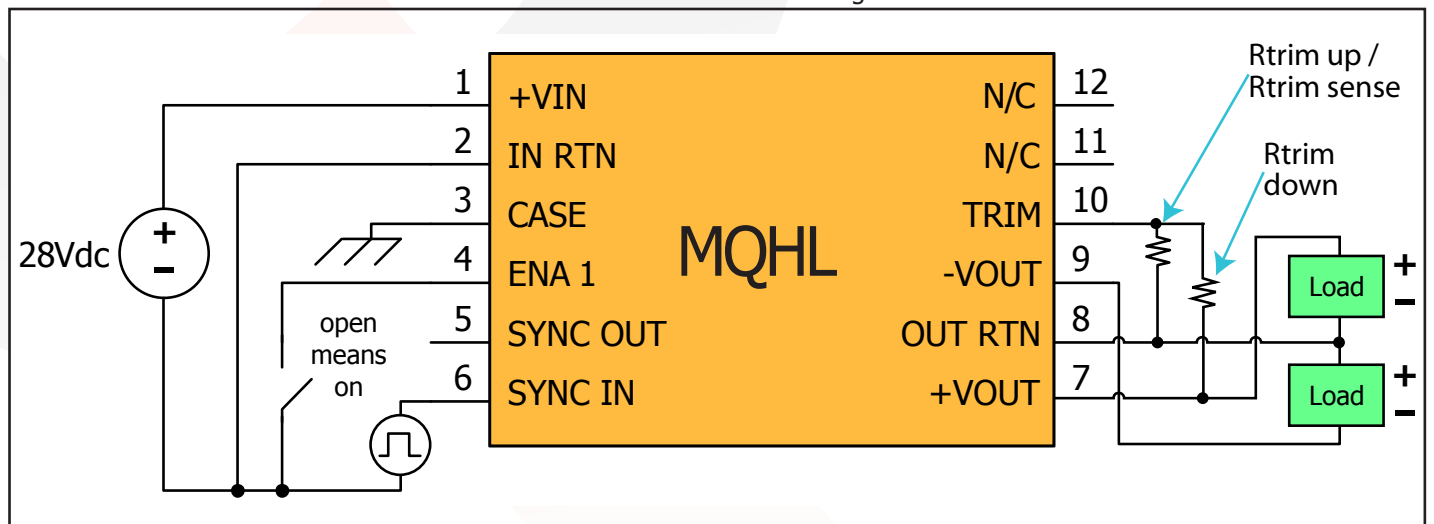 1
+VIN
2
IN RTN
3
CASE
4
ENA 1
5
SYNC OUT
6
SYNC IN
28Vdc
+
−
open
means
on
MQHL
N/C
12
N/C
11
TRIM
10
-VOUT
9
OUT RTN
8
+VOUT
7
Rtrim up /
Rtrim sense
Rtrim
down
Load
+
−
Load
+
−